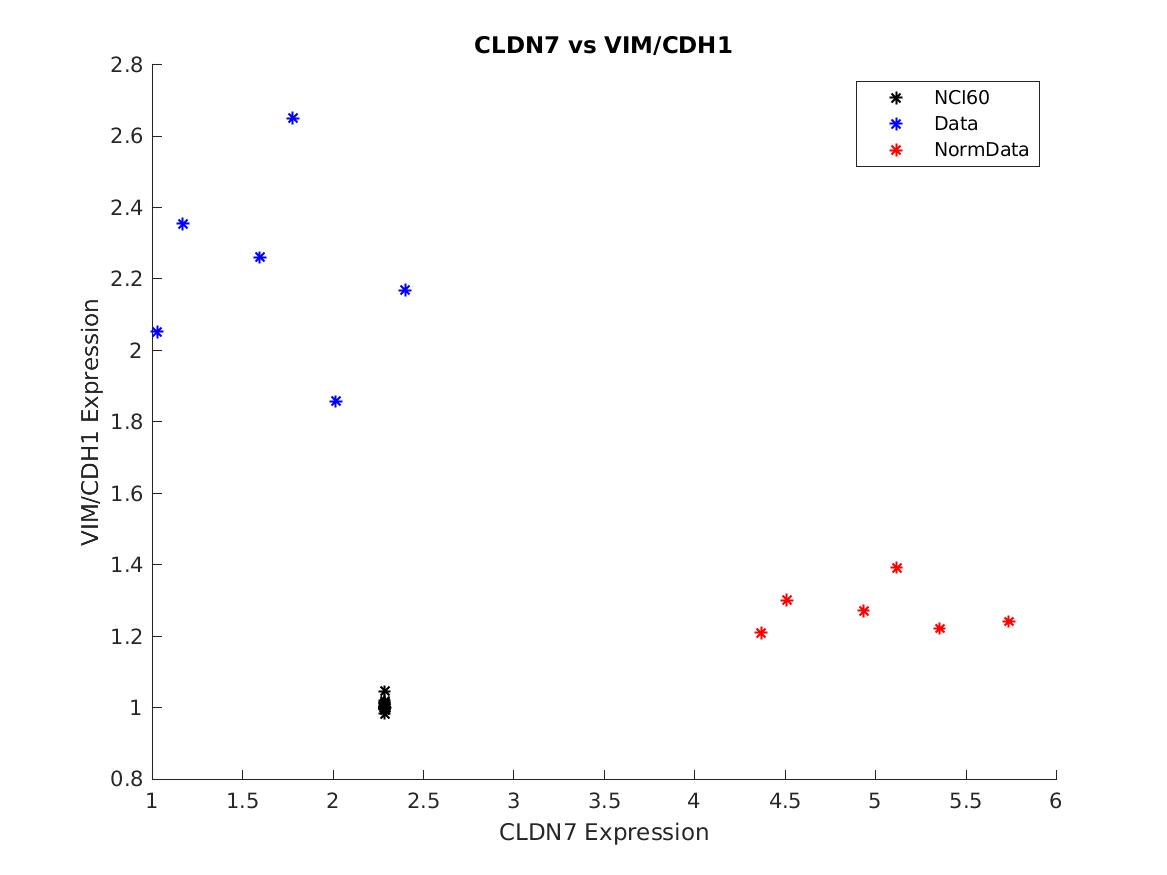 CLDN7 vs VIM/CDH1
NCI60
Data
NormData
VIM/CDH1 Expression
2.8
2.6
2.4
2.2
2
1.8
1.6
1.4
1.2
1
0.8
1 1.5 2 2.5 3 3.5 4 4.5 5 5.5 6
CLDN7 Expression